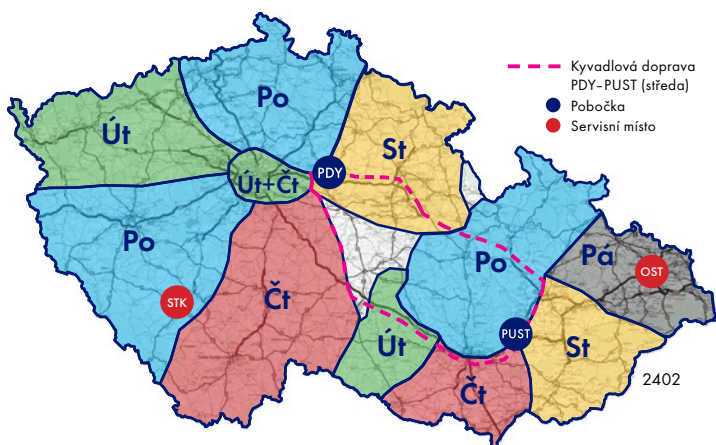 Kyvadlová doprava
PDY–PUST (středa)
Pobočka
Servisní místo
Po
Út
St
PDY
Út+Čt
Po
Po
Pá
OST
STK
Čt
PUST
Út
St
Čt
2402